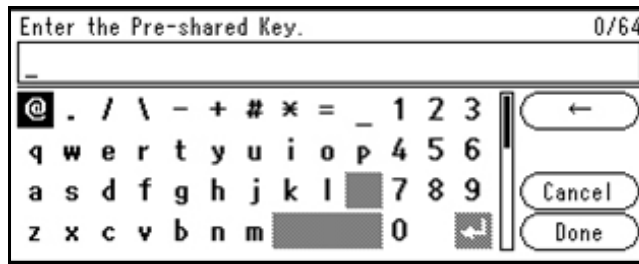 Enter the Pre-shared Key. 0/64
_
@ . / \ - + # * = _ 1 2 3 ←
q w e r t y u i o p 4 5 6
a s d f g h j k l 7 8 9 Cancel
z x c v b n m 0 ↵ Done